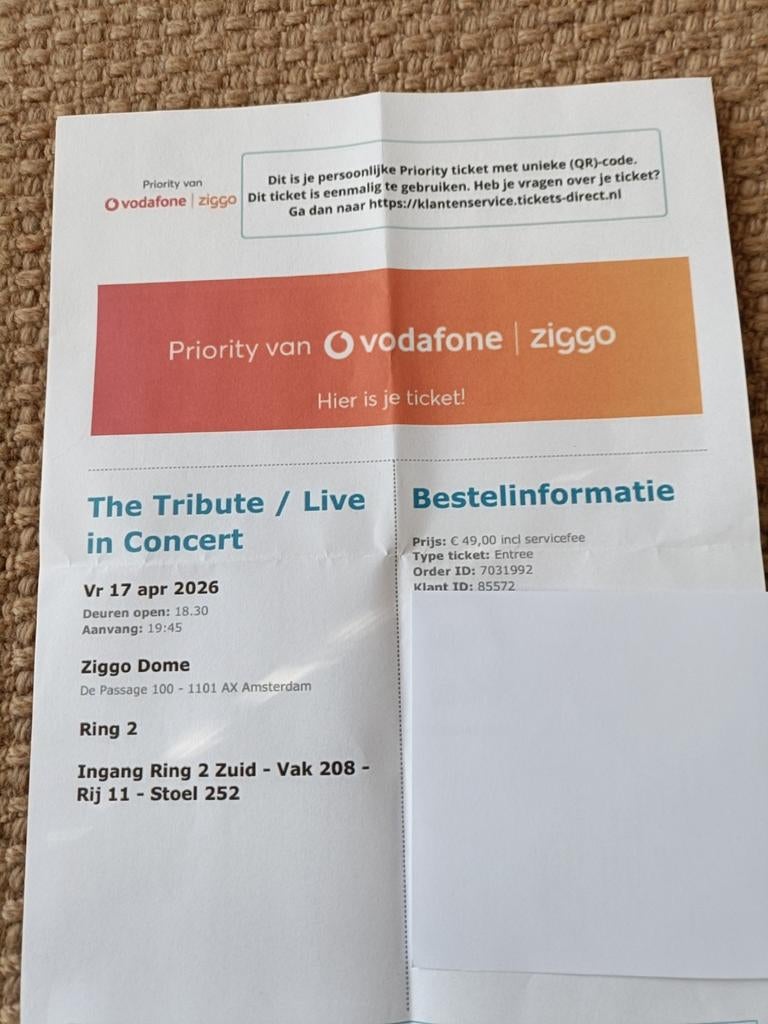 Priority van
vodafone | ziggo
Dit is je persoonlijke Priority ticket met unieke (QR)-code.
Dit ticket is eenmalig te gebruiken. Heb je vragen over je ticket?
Ga dan naar https://klantenservice.tickets-direct.nl
Priority van vodafone | ziggo
Hier is je ticket!
The Tribute / Live
in Concert
Vr 17 apr 2026
Deuren open: 18.30
Aanvang: 19:45
Ziggo Dome
De Passage 100 - 1101 AX Amsterdam
Ring 2
Ingang Ring 2 Zuid - Vak 208 -
Rij 11 - Stoel 252
Bestelinformatie
Prijs: € 49,00 incl servicefee
Type ticket: Entree
Order ID: 7031992
Klant ID: 85572